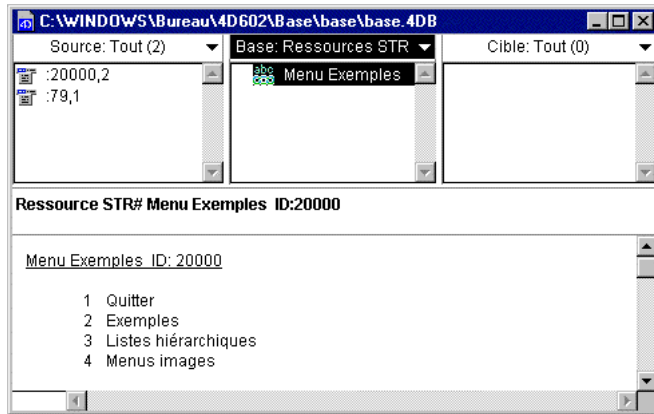 C:\WINDOWS\Bureau\4D602\Base\base\base.4DB
Source: Tout (2)
Base: Ressources STR
Cible: Tout (0)
:20000,2
:79,1
abc
Menu Exemples
Ressource STR# Menu Exemples ID:20000
Menu Exemples ID: 20000
1 Quitter
2 Exemples
3 Listes hiérarchiques
4 Menus images